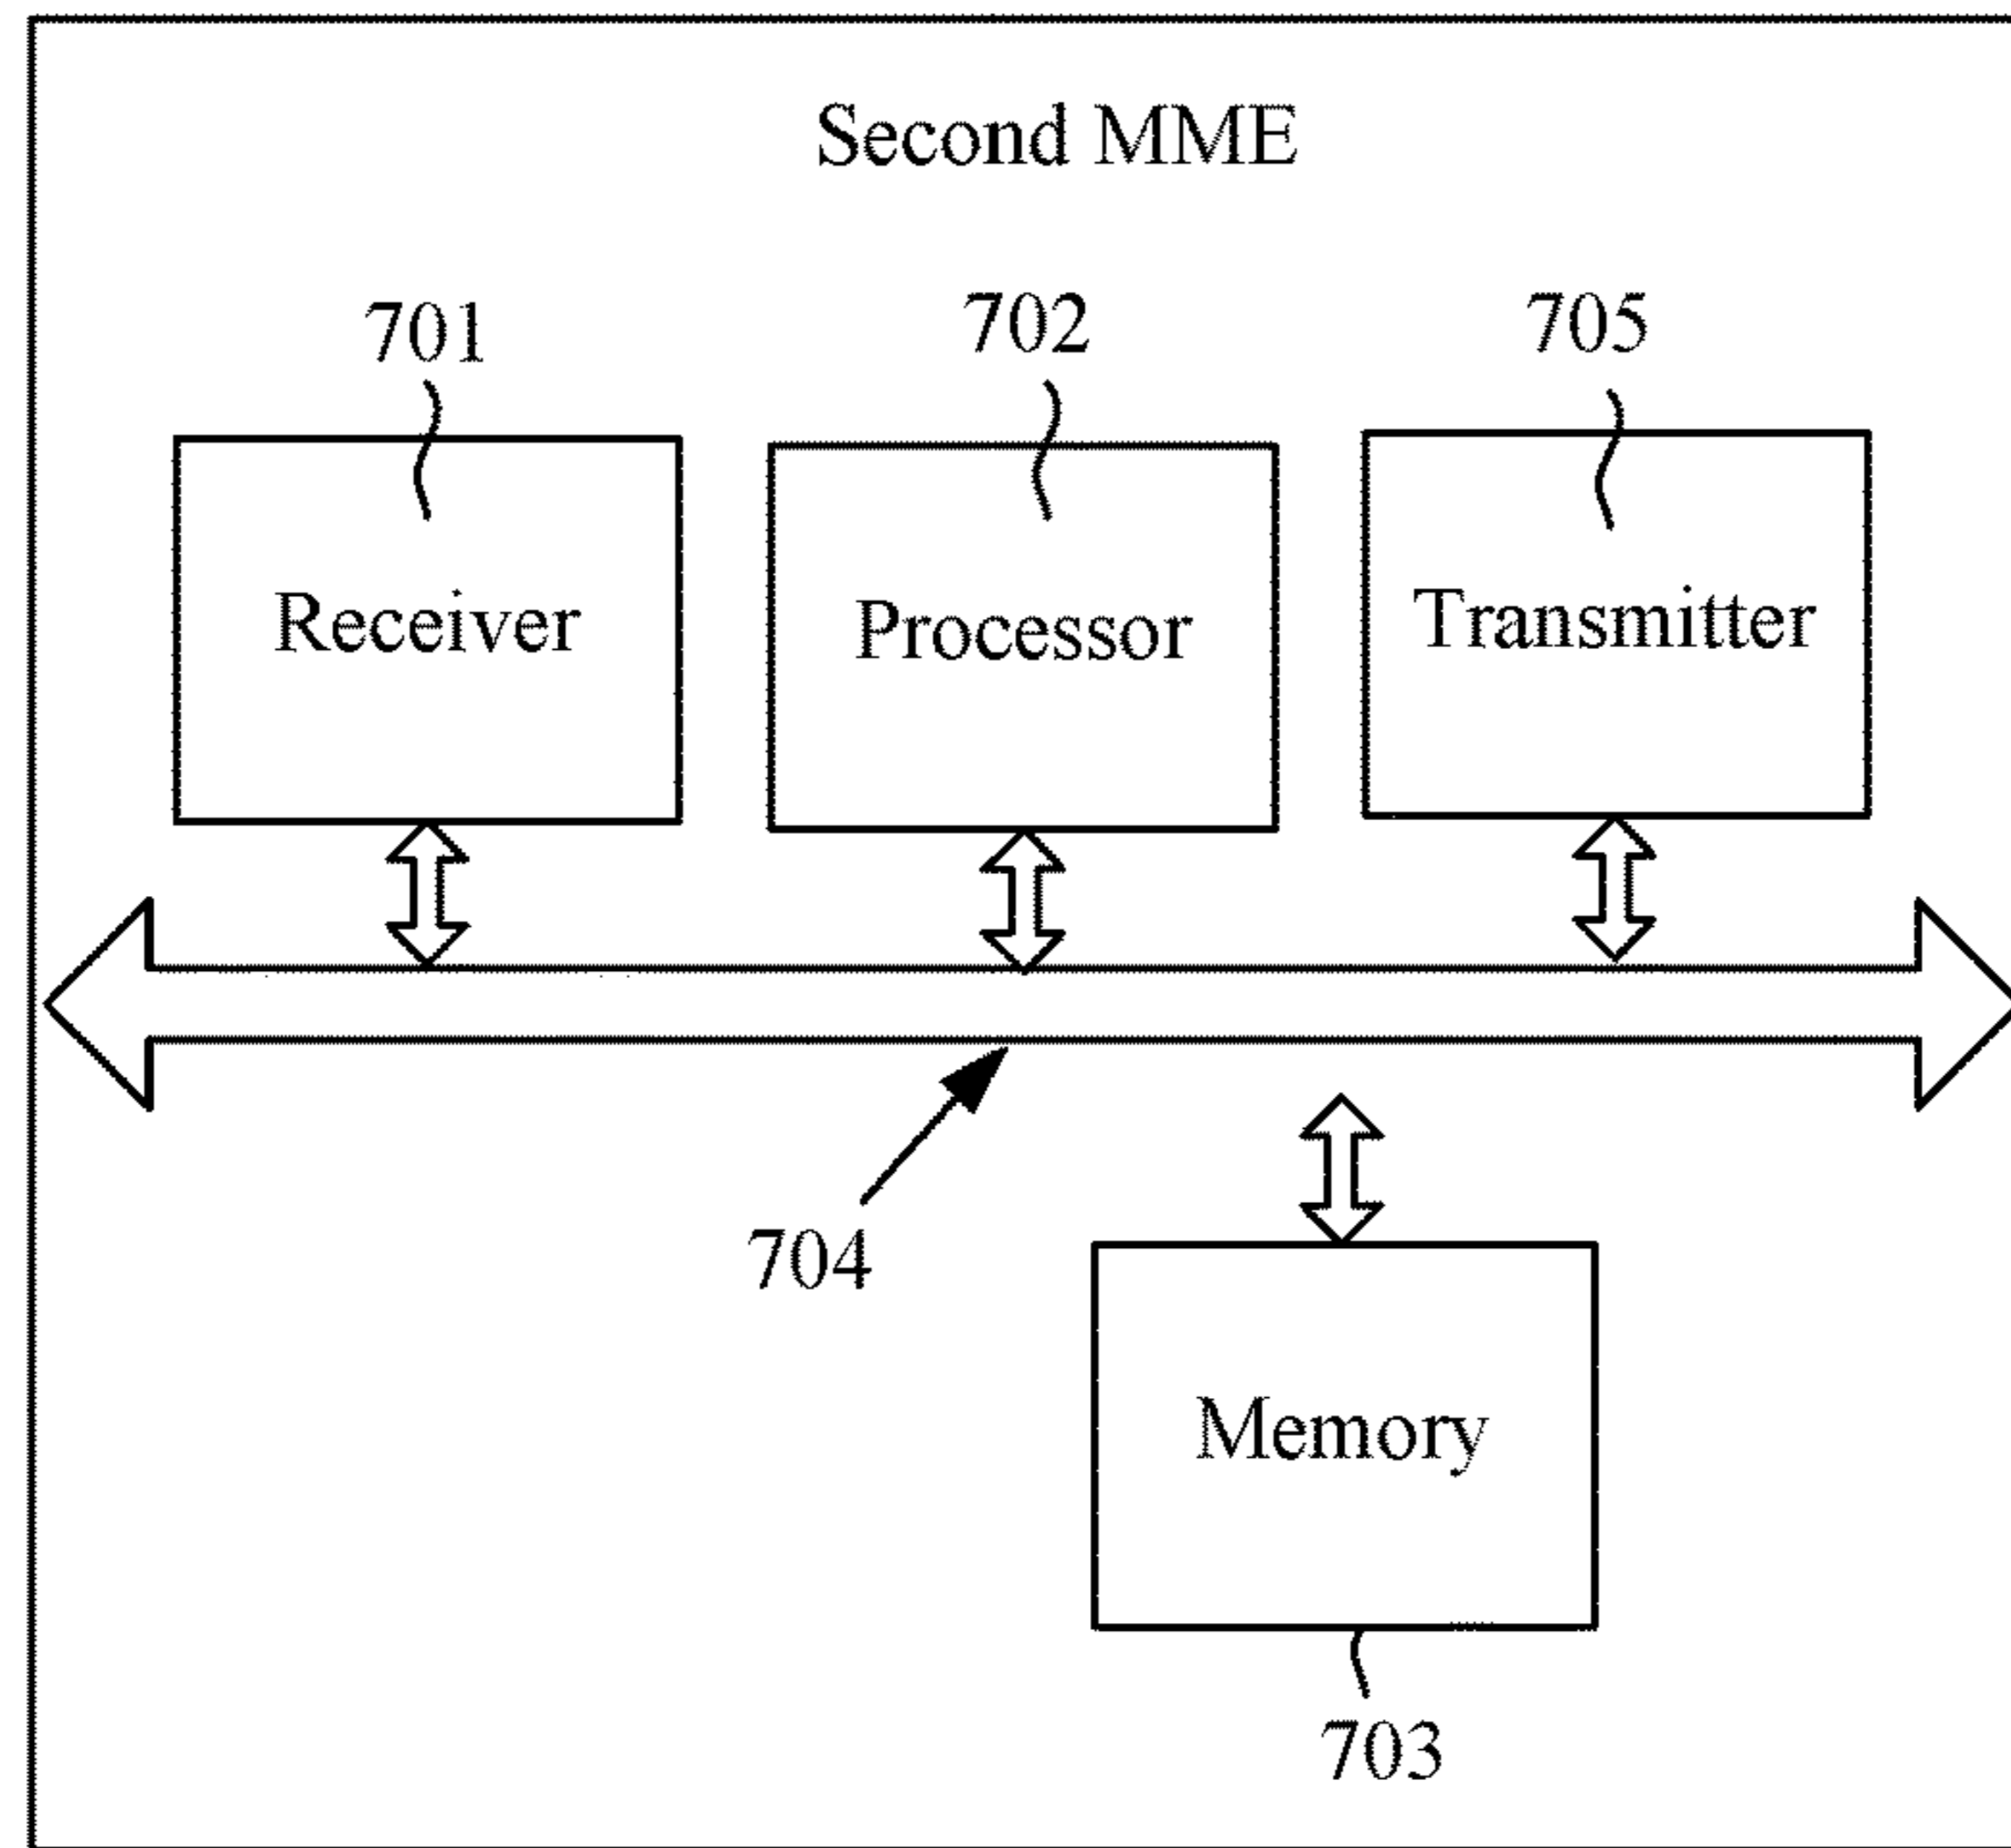 Second MME
701
702
705
Receiver
Processor
Transmitter
704
Memory
703